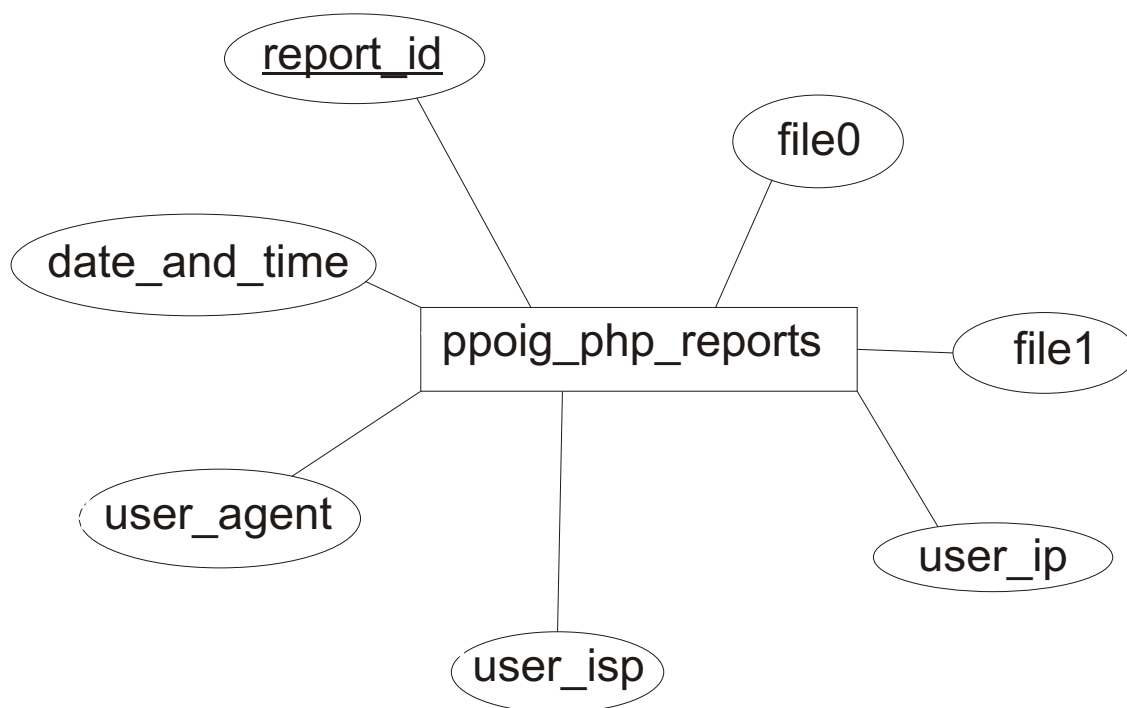 report_id
file0
date_and_time
ppoig_php_reports
file1
user_agent
user_ip
user_isp